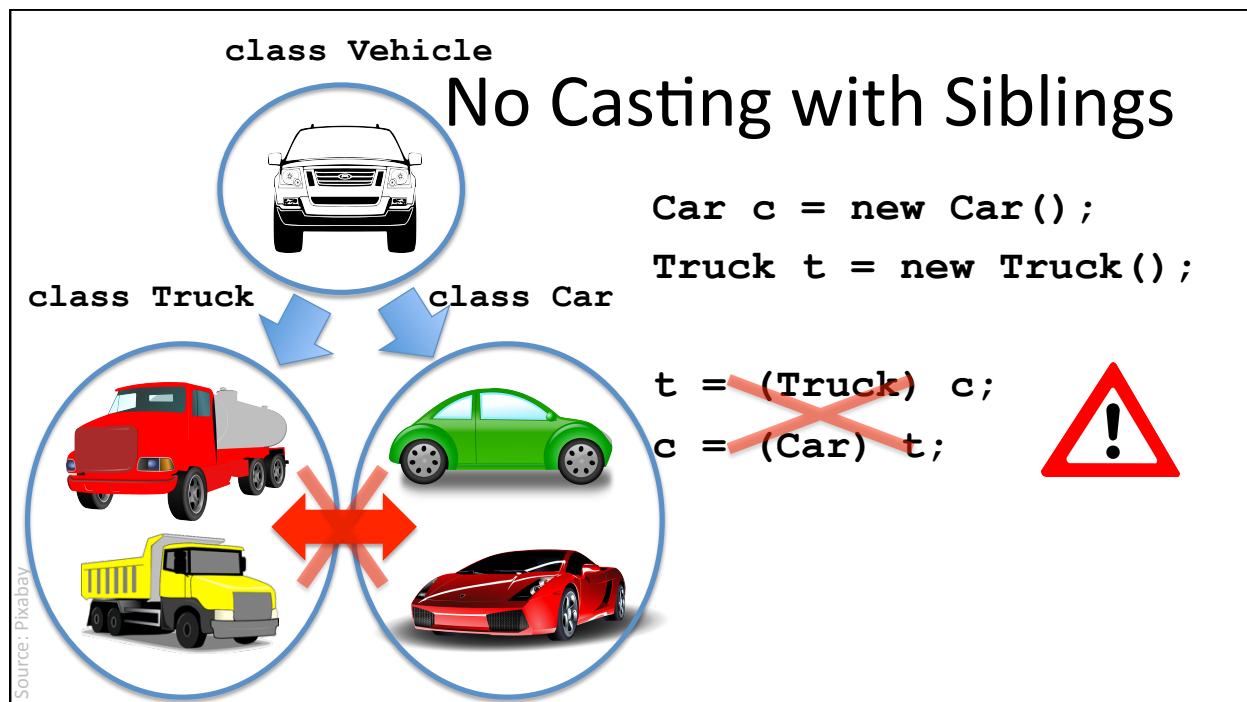 class Vehicle
No Casting with Siblings
Car c = new Car();
Truck t = new Truck();
class Truck
class Car
t = (Truck) c;
c = (Car) t;
Source: Pixabay